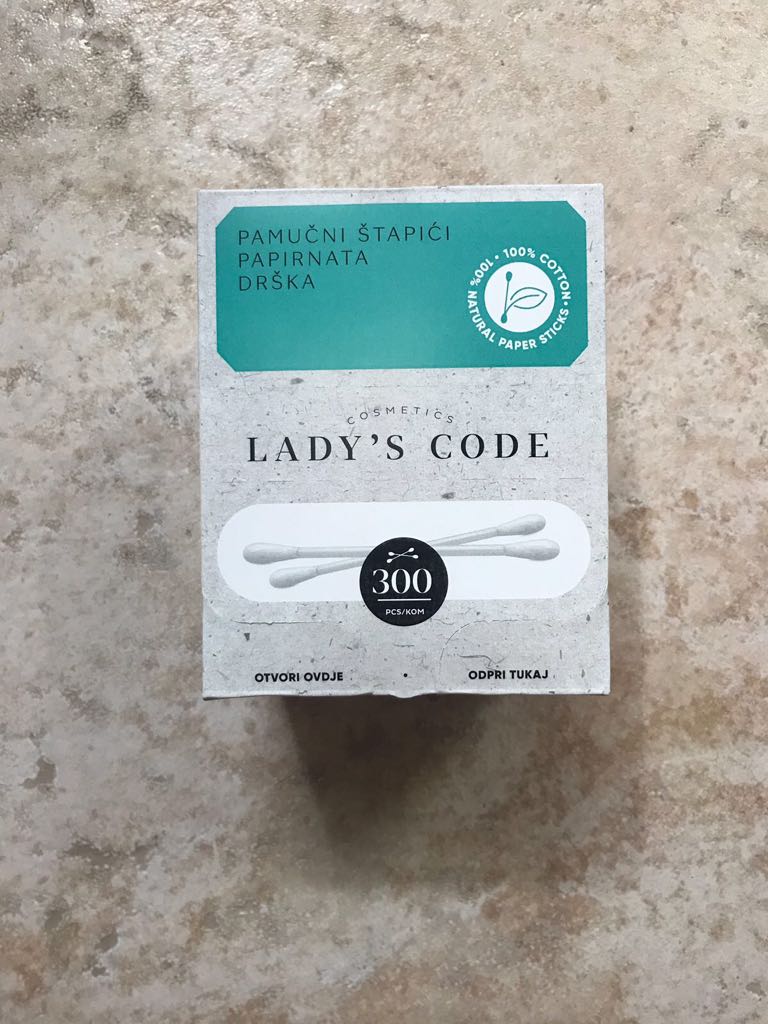 PAMUČNI ŠTAPIĆI
PAPIRNATA
DRŠKA
100% COTTON •
100% NATURAL PAPER STICKS •
COSMETICS
LADY'S CODE
300
PCS/KOM
OTVORI OVDJE • ODPRI TUKAJ